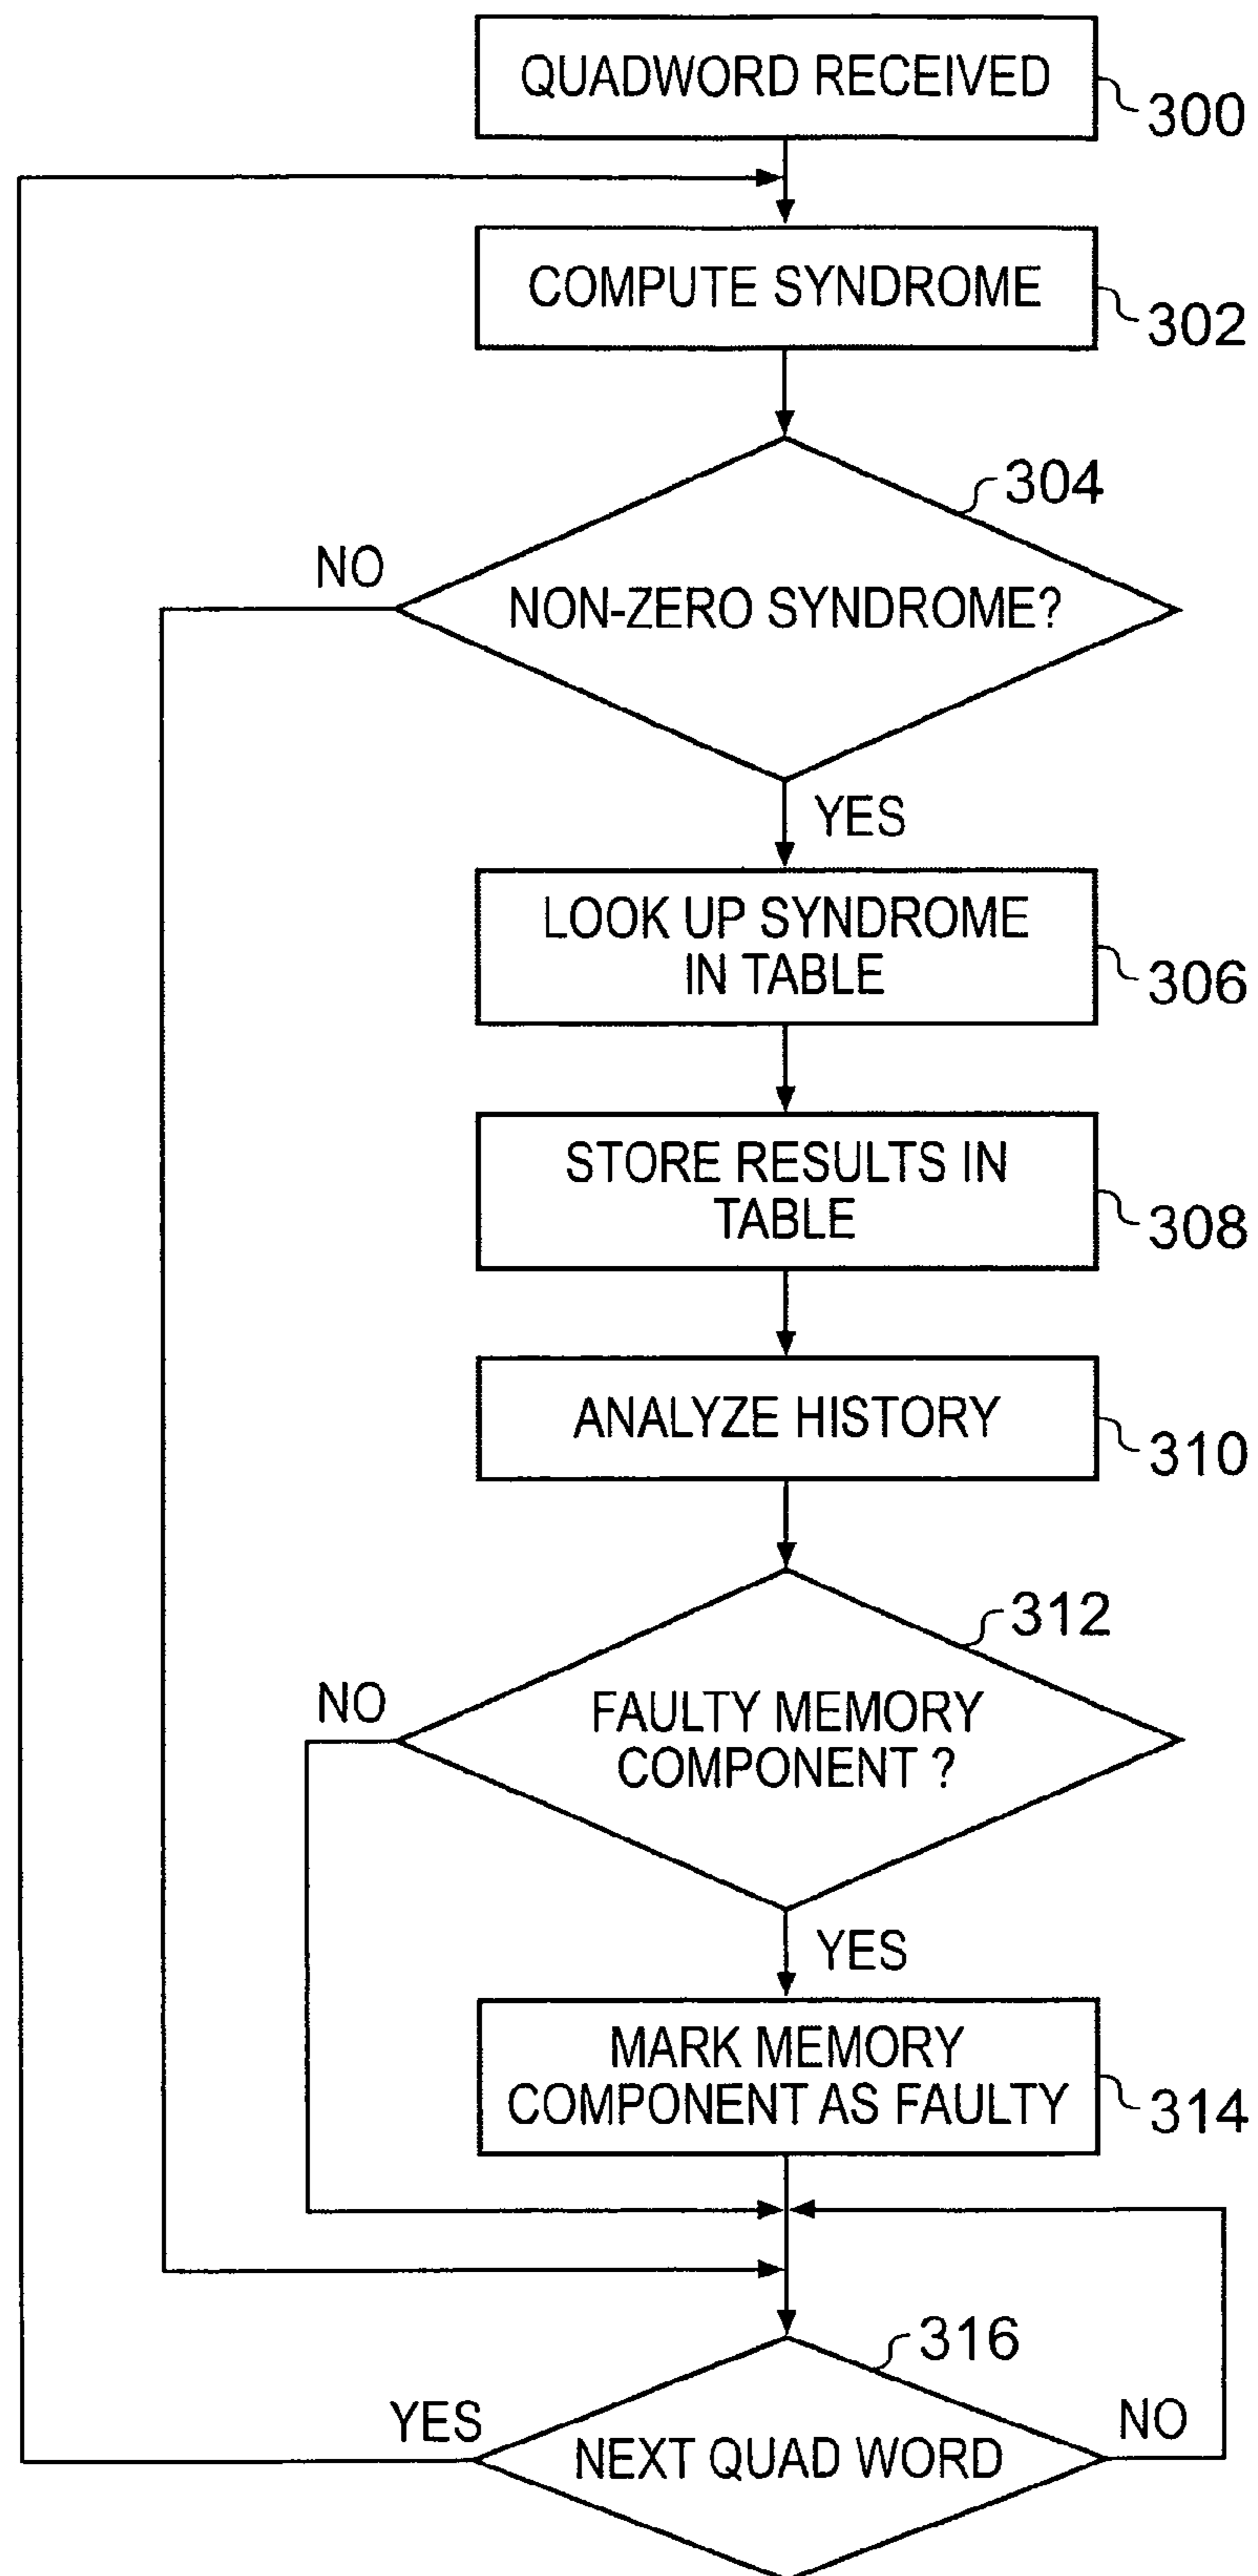 QUADWORD RECEIVED
300
COMPUTE SYNDROME
302
304
NO
NON-ZERO SYNDROME?
YES
LOOK UP SYNDROME
IN TABLE
306
STORE RESULTS IN
TABLE
308
ANALYZE HISTORY
310
312
NO
FAULTY MEMORY
COMPONENT ?
YES
MARK MEMORY
COMPONENT AS FAULTY
314
316
YES
NO
NEXT QUAD WORD